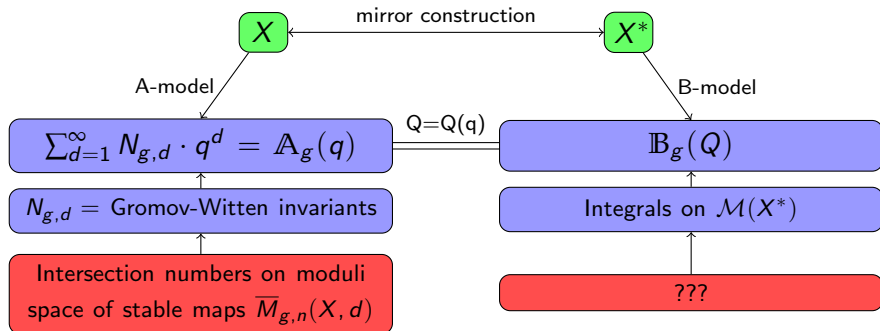 X
mirror construction
X*
A-model
B-model
∑_{d=1}^{∞} N_{g,d} · q^d = 𝔸_g(q)
Q=Q(q)
𝔹_g(Q)
N_{g,d} = Gromov-Witten invariants
Integrals on ℳ(X*)
Intersection numbers on moduli
space of stable maps M̅_{g,n}(X, d)
???